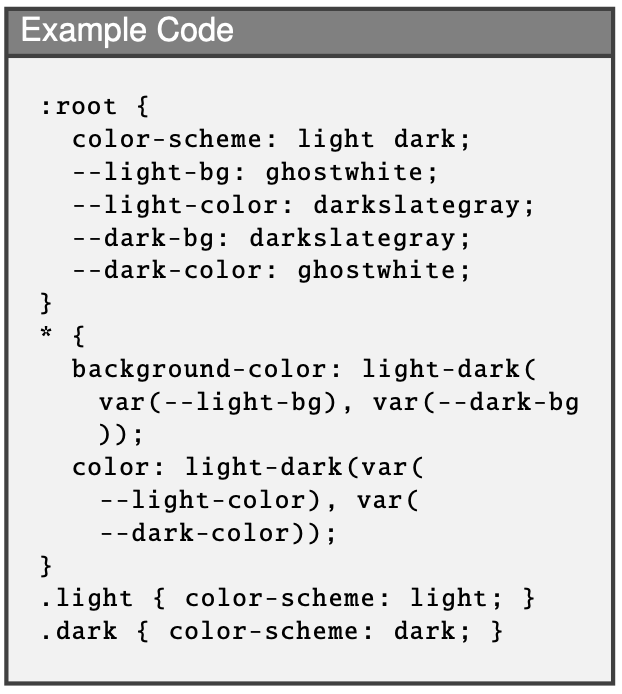 Example Code
:root {
color-scheme: light dark;
--light-bg: ghostwhite;
--light-color: darkslategray;
--dark-bg: darkslategray;
--dark-color: ghostwhite;
}
* {
background-color: light-dark(
var(--light-bg), var(--dark-bg
));
color: light-dark(var(
--light-color), var(
--dark-color));
}
.light { color-scheme: light; }
.dark { color-scheme: dark; }